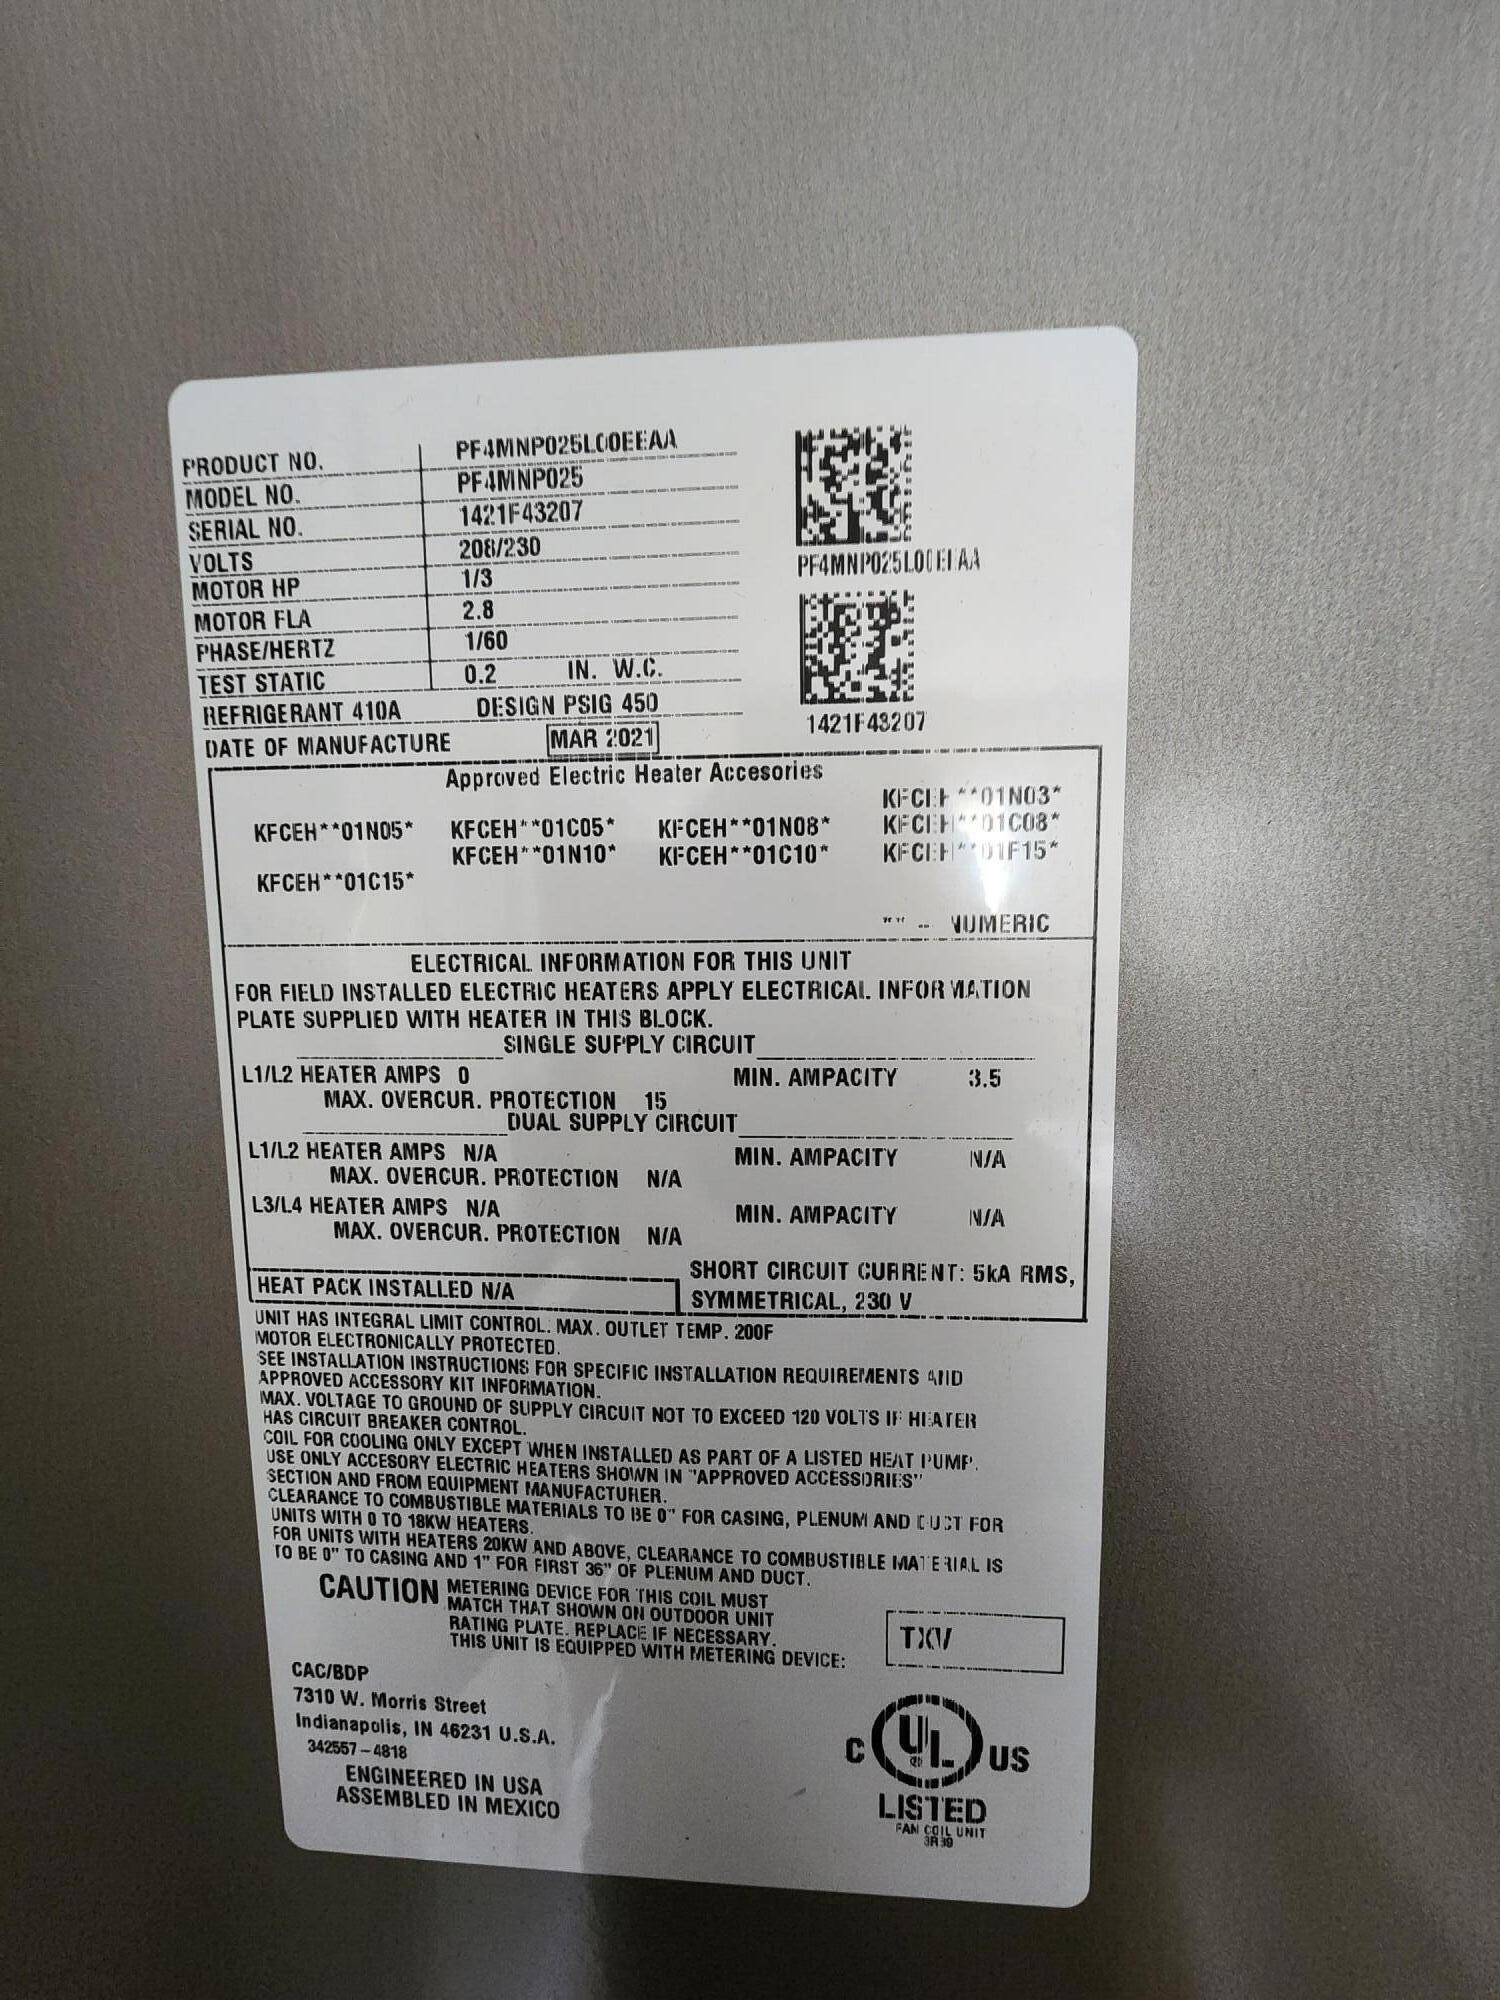 PRODUCT NO. PF4MNP025L00EEAA
MODEL NO. PF4MNP025
SERIAL NO. 1421F43207
VOLTS 208/230
MOTOR HP 1/3
MOTOR FLA 2.8
PHASE/HERTZ 1/60
TEST STATIC 0.2 IN. W.C.
REFRIGERANT 410A DESIGN PSIG 450
DATE OF MANUFACTURE MAR 2021
PF4MNP025L00EEAA
1421F43207
Approved Electric Heater Accesories
KFCEH**01N03*
KFCEH**01N05* KFCEH**01C05* KFCEH**01N08* KFCEH**01C08*
KFCEH**01N10* KFCEH**01C10* KFCEH**01F15*
KFCEH**01C15*
"*" -- NUMERIC
ELECTRICAL INFORMATION FOR THIS UNIT
FOR FIELD INSTALLED ELECTRIC HEATERS APPLY ELECTRICAL INFORMATION
PLATE SUPPLIED WITH HEATER IN THIS BLOCK.
SINGLE SUPPLY CIRCUIT
L1/L2 HEATER AMPS 0 MIN. AMPACITY 3.5
MAX. OVERCUR. PROTECTION 15
DUAL SUPPLY CIRCUIT
L1/L2 HEATER AMPS N/A MIN. AMPACITY N/A
MAX. OVERCUR. PROTECTION N/A
L3/L4 HEATER AMPS N/A MIN. AMPACITY N/A
MAX. OVERCUR. PROTECTION N/A
HEAT PACK INSTALLED N/A
SHORT CIRCUIT CURRENT: 5kA RMS,
SYMMETRICAL, 230 V
UNIT HAS INTEGRAL LIMIT CONTROL. MAX. OUTLET TEMP. 200F
MOTOR ELECTRONICALLY PROTECTED.
SEE INSTALLATION INSTRUCTIONS FOR SPECIFIC INSTALLATION REQUIREMENTS AND
APPROVED ACCESSORY KIT INFORMATION.
MAX. VOLTAGE TO GROUND OF SUPPLY CIRCUIT NOT TO EXCEED 120 VOLTS IF HEATER
HAS CIRCUIT BREAKER CONTROL.
COIL FOR COOLING ONLY EXCEPT WHEN INSTALLED AS PART OF A LISTED HEAT PUMP.
USE ONLY ACCESORY ELECTRIC HEATERS SHOWN IN "APPROVED ACCESSORIES"
SECTION AND FROM EQUIPMENT MANUFACTURER.
CLEARANCE TO COMBUSTIBLE MATERIALS TO BE 0" FOR CASING, PLENUM AND DUCT FOR
UNITS WITH 0 TO 18KW HEATERS.
FOR UNITS WITH HEATERS 20KW AND ABOVE, CLEARANCE TO COMBUSTIBLE MATERIAL IS
TO BE 0" TO CASING AND 1" FOR FIRST 36" OF PLENUM AND DUCT.
CAUTION METERING DEVICE FOR THIS COIL MUST
MATCH THAT SHOWN ON OUTDOOR UNIT
RATING PLATE. REPLACE IF NECESSARY.
THIS UNIT IS EQUIPPED WITH METERING DEVICE: TXV
CAC/BDP
7310 W. Morris Street
Indianapolis, IN 46231 U.S.A.
342557-4818
ENGINEERED IN USA
ASSEMBLED IN MEXICO
C UL US
LISTED
FAN COIL UNIT
3R39